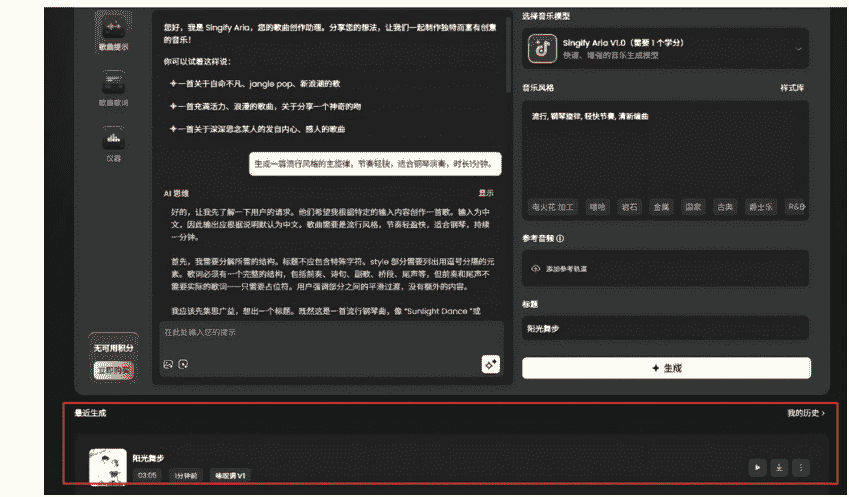 歌曲提示
歌曲歌词
仪器
无可用积分
立即购买
您好，我是 Singify Aria，您的歌曲创作助理。分享您的想法，让我们一起制作独特而富有创意
的音乐！
你可以试着这样说：
一首关于自命不凡、jangle pop、新浪潮的歌
一首充满活力、浪漫的歌曲，关于分享一个神奇的吻
一首关于深深思念某人的发自内心、感人的歌曲
生成一篇流行风格的主旋律，节奏轻快，适合钢琴演奏，时长1分钟。
AI 思维
显示
好的，让我先了解一下用户的请求。他们希望我根据特定的输入内容创作一首歌。输入为中
文，因此输出应根据说明默认为中文。歌曲需要是流行风格，节奏轻盈快，适合钢琴，持续
一分钟。
首先，我需要分解所需的结构。标题不应包含特殊字符。style 部分需要列出用逗号分隔的元
素。歌词必须有一个完整的结构，包括前奏、诗句、副歌、桥段、尾声等，但前奏和尾声不
需要实际的歌词——只需要占位符。用户强调部分之间的平滑过渡，没有额外的内容。
我应该先集思广益，想出一个标题。既然这是一首流行钢琴曲，像 "Sunlight Dance "或
在此处输入您的提示
选择音乐模型
Singify Aria V1.0（需要 1 个学分）
快速、增强的音乐生成模型
音乐风格
样式库
流行, 钢琴旋律, 轻快节奏, 清新编曲
电火花 加工
嘻哈
岩石
金属
国家
古典
爵士乐
R&B
参考音频
添加参考轨道
标题
阳光舞步
生成
最近生成
我的历史
阳光舞步
03:05
1分钟前
咏叹调 V1